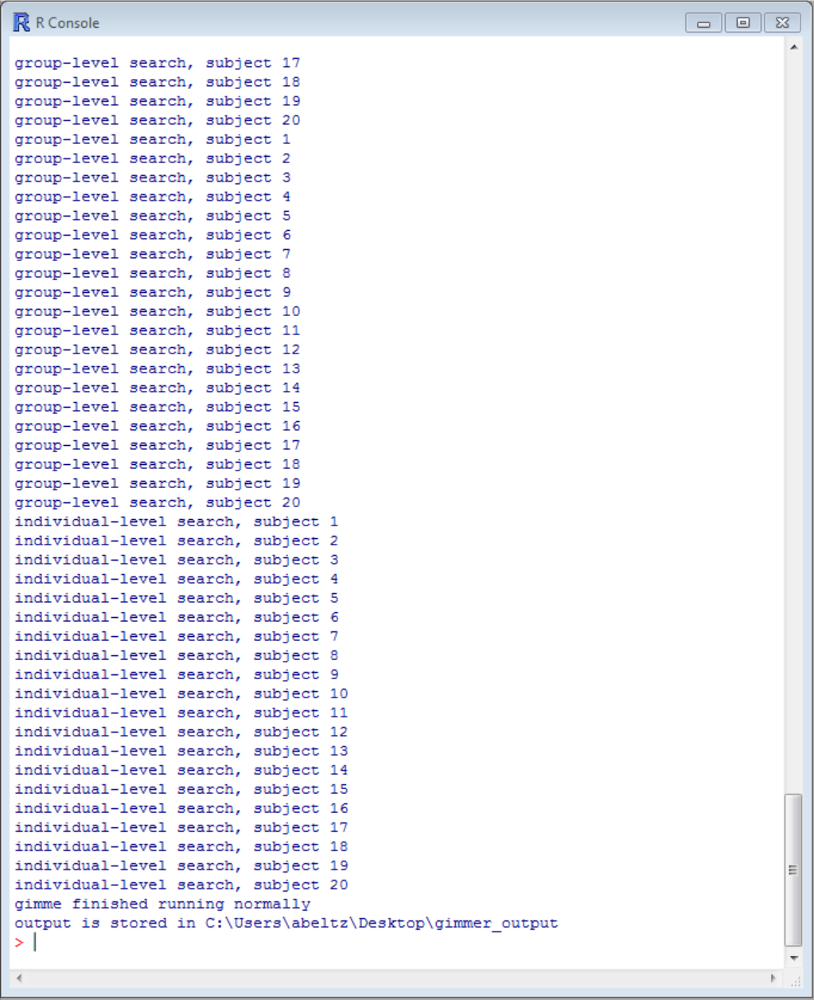 R Console
group-level search, subject 17
group-level search, subject 18
group-level search, subject 19
group-level search, subject 20
group-level search, subject 1
group-level search, subject 2
group-level search, subject 3
group-level search, subject 4
group-level search, subject 5
group-level search, subject 6
group-level search, subject 7
group-level search, subject 8
group-level search, subject 9
group-level search, subject 10
group-level search, subject 11
group-level search, subject 12
group-level search, subject 13
group-level search, subject 14
group-level search, subject 15
group-level search, subject 16
group-level search, subject 17
group-level search, subject 18
group-level search, subject 19
group-level search, subject 20
individual-level search, subject 1
individual-level search, subject 2
individual-level search, subject 3
individual-level search, subject 4
individual-level search, subject 5
individual-level search, subject 6
individual-level search, subject 7
individual-level search, subject 8
individual-level search, subject 9
individual-level search, subject 10
individual-level search, subject 11
individual-level search, subject 12
individual-level search, subject 13
individual-level search, subject 14
individual-level search, subject 15
individual-level search, subject 16
individual-level search, subject 17
individual-level search, subject 18
individual-level search, subject 19
individual-level search, subject 20
gimme finished running normally
output is stored in C:\Users\abeltz\Desktop\gimmer_output
>